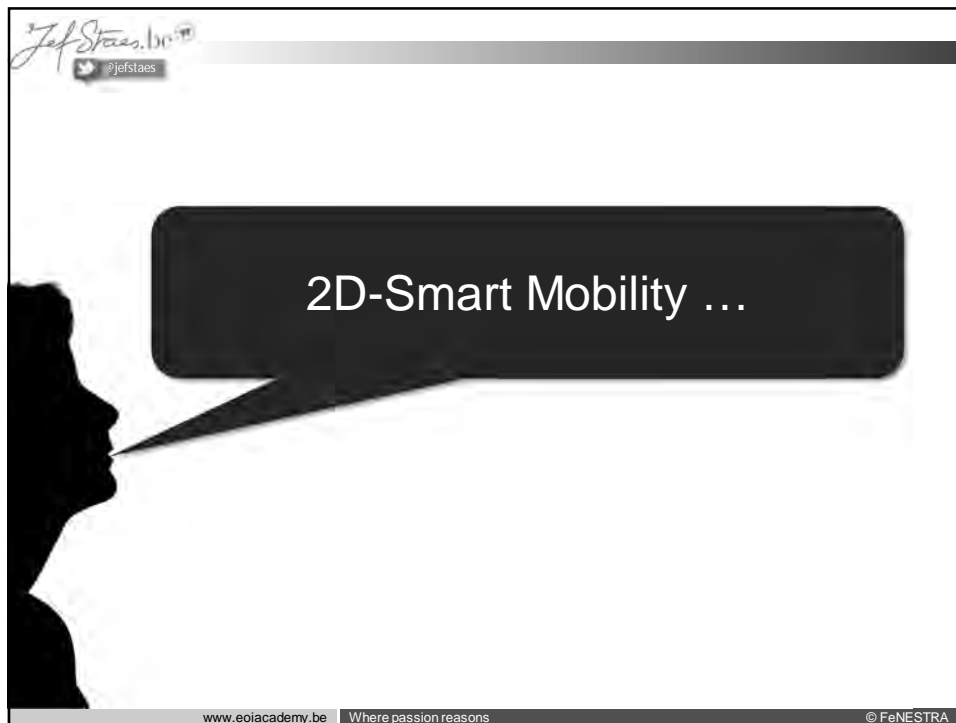 JefStaes.be
@jefstaes
2D-Smart Mobility …
www.eoiacademy.be Where passion reasons © FeNESTRA